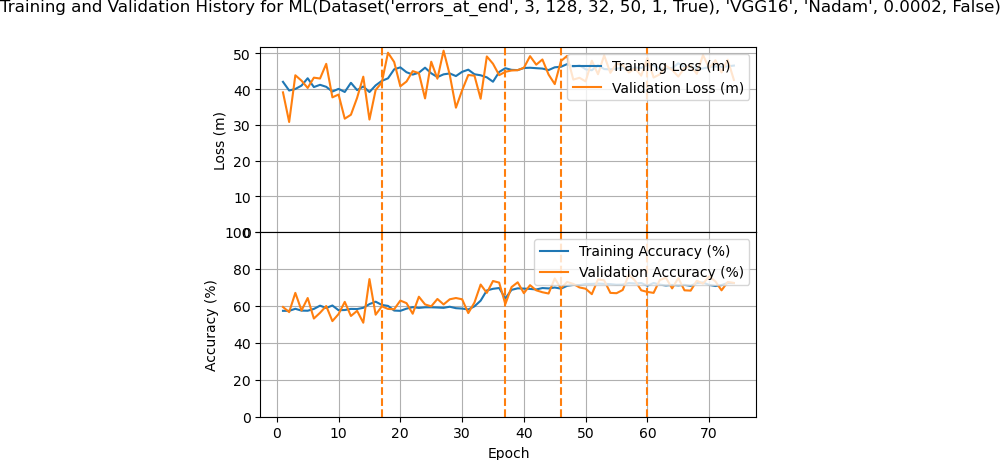 Training and Validation History for ML(Dataset('errors_at_end', 3, 128, 32, 50, 1, True), 'VGG16', 'Nadam', 0.0002, False)
50
40
30
20
10
0
Loss (m)
Training Loss (m)
Validation Loss (m)
100
80
60
40
20
0
Accuracy (%)
Training Accuracy (%)
Validation Accuracy (%)
0 10 20 30 40 50 60 70
Epoch